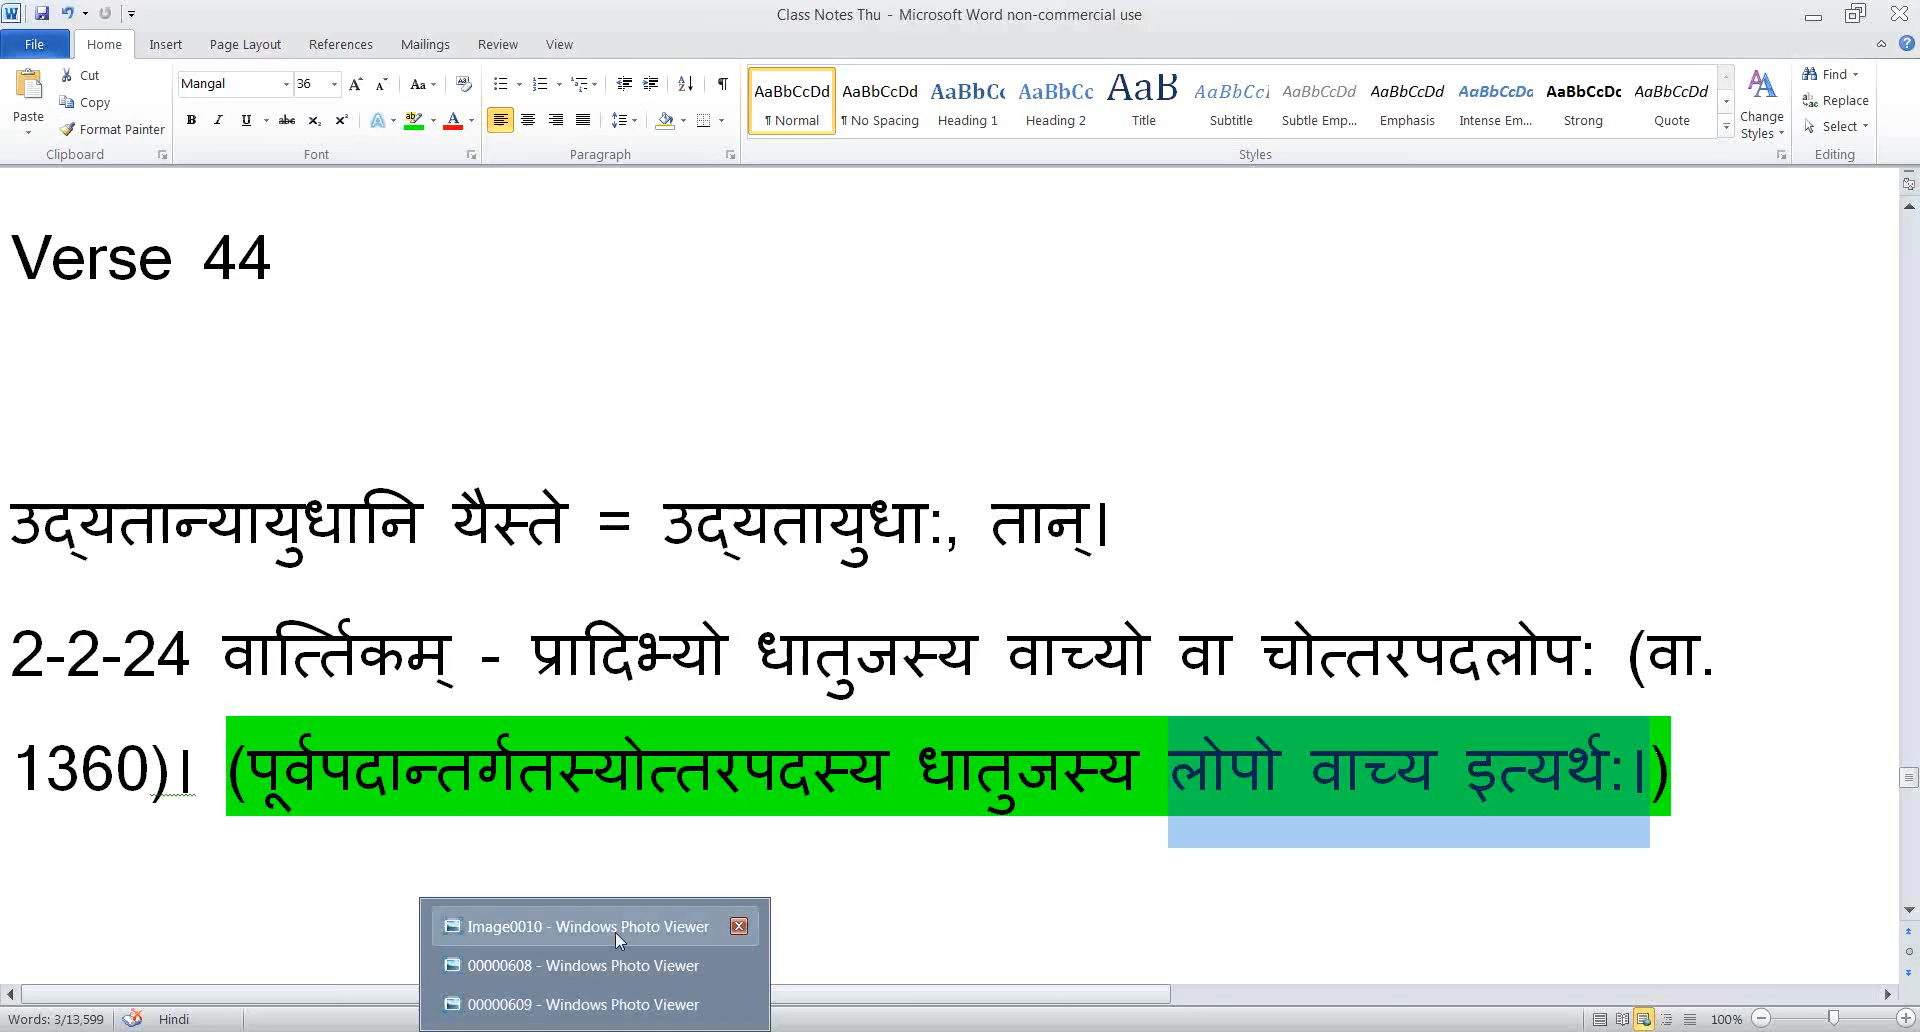 Class Notes Thu - Microsoft Word non-commercial use
File Home Insert Page Layout References Mailings Review View
Paste Cut Copy Format Painter
Clipboard
Mangal 36
Font
Paragraph
AaBbCcDd AaBbCcDd AaBbCc AaBbCc AaB AaBbCcl AaBbCcDd AaBbCcDd AaBbCcDd AaBbCcDc AaBbCcDd
¶ Normal ¶ No Spacing Heading 1 Heading 2 Title Subtitle Subtle Emp... Emphasis Intense Em... Strong Quote
Styles
Change Styles
Find
Replace
Select
Editing
Verse 44
उद्यतान्यायुधानि यैस्ते = उद्यतायुधा:, तान्।
2-2-24 वार्त्तिकम् - प्रादिभ्यो धातुजस्य वाच्यो वा चोत्तरपदलोप: (वा.
1360)। (पूर्वपदान्तर्गतस्योत्तरपदस्य धातुजस्य लोपो वाच्य इत्यर्थ:।)
Image0010 - Windows Photo Viewer
00000608 - Windows Photo Viewer
00000609 - Windows Photo Viewer
Words: 3/13,599 Hindi 100%